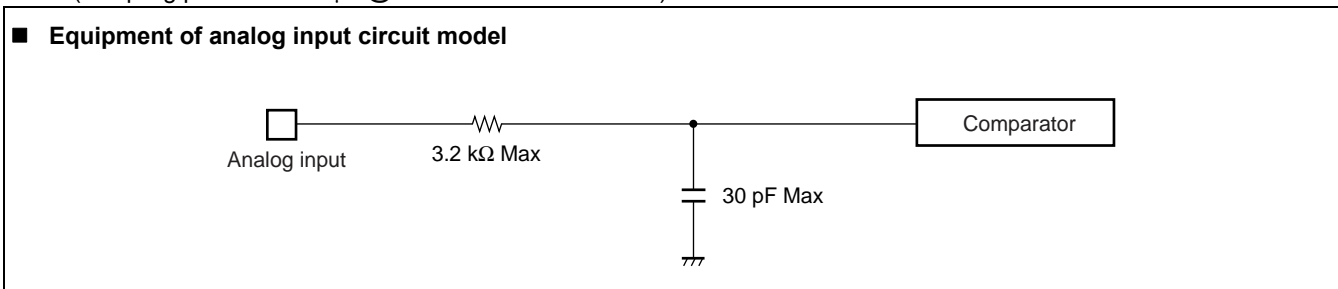 ■ Equipment of analog input circuit model
Analog input
3.2 kΩ Max
Comparator
30 pF Max